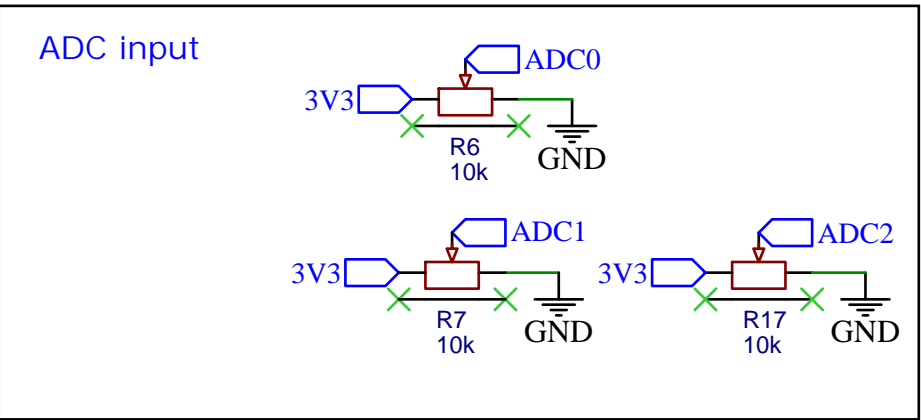 ADC input
ADC0
3V3
R6
10k
GND
ADC1
3V3
R7
10k
GND
ADC2
3V3
R17
10k
GND